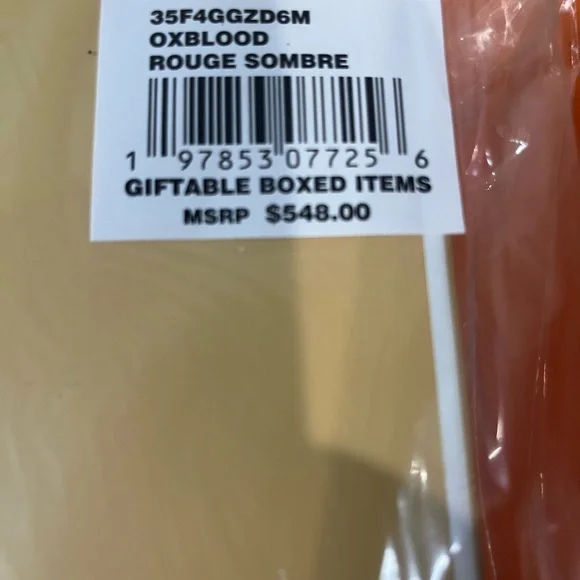 35F4GGZD6M
OXBLOOD
ROUGE SOMBRE
1 97853 07725 6
GIFTABLE BOXED ITEMS
MSRP $548.00